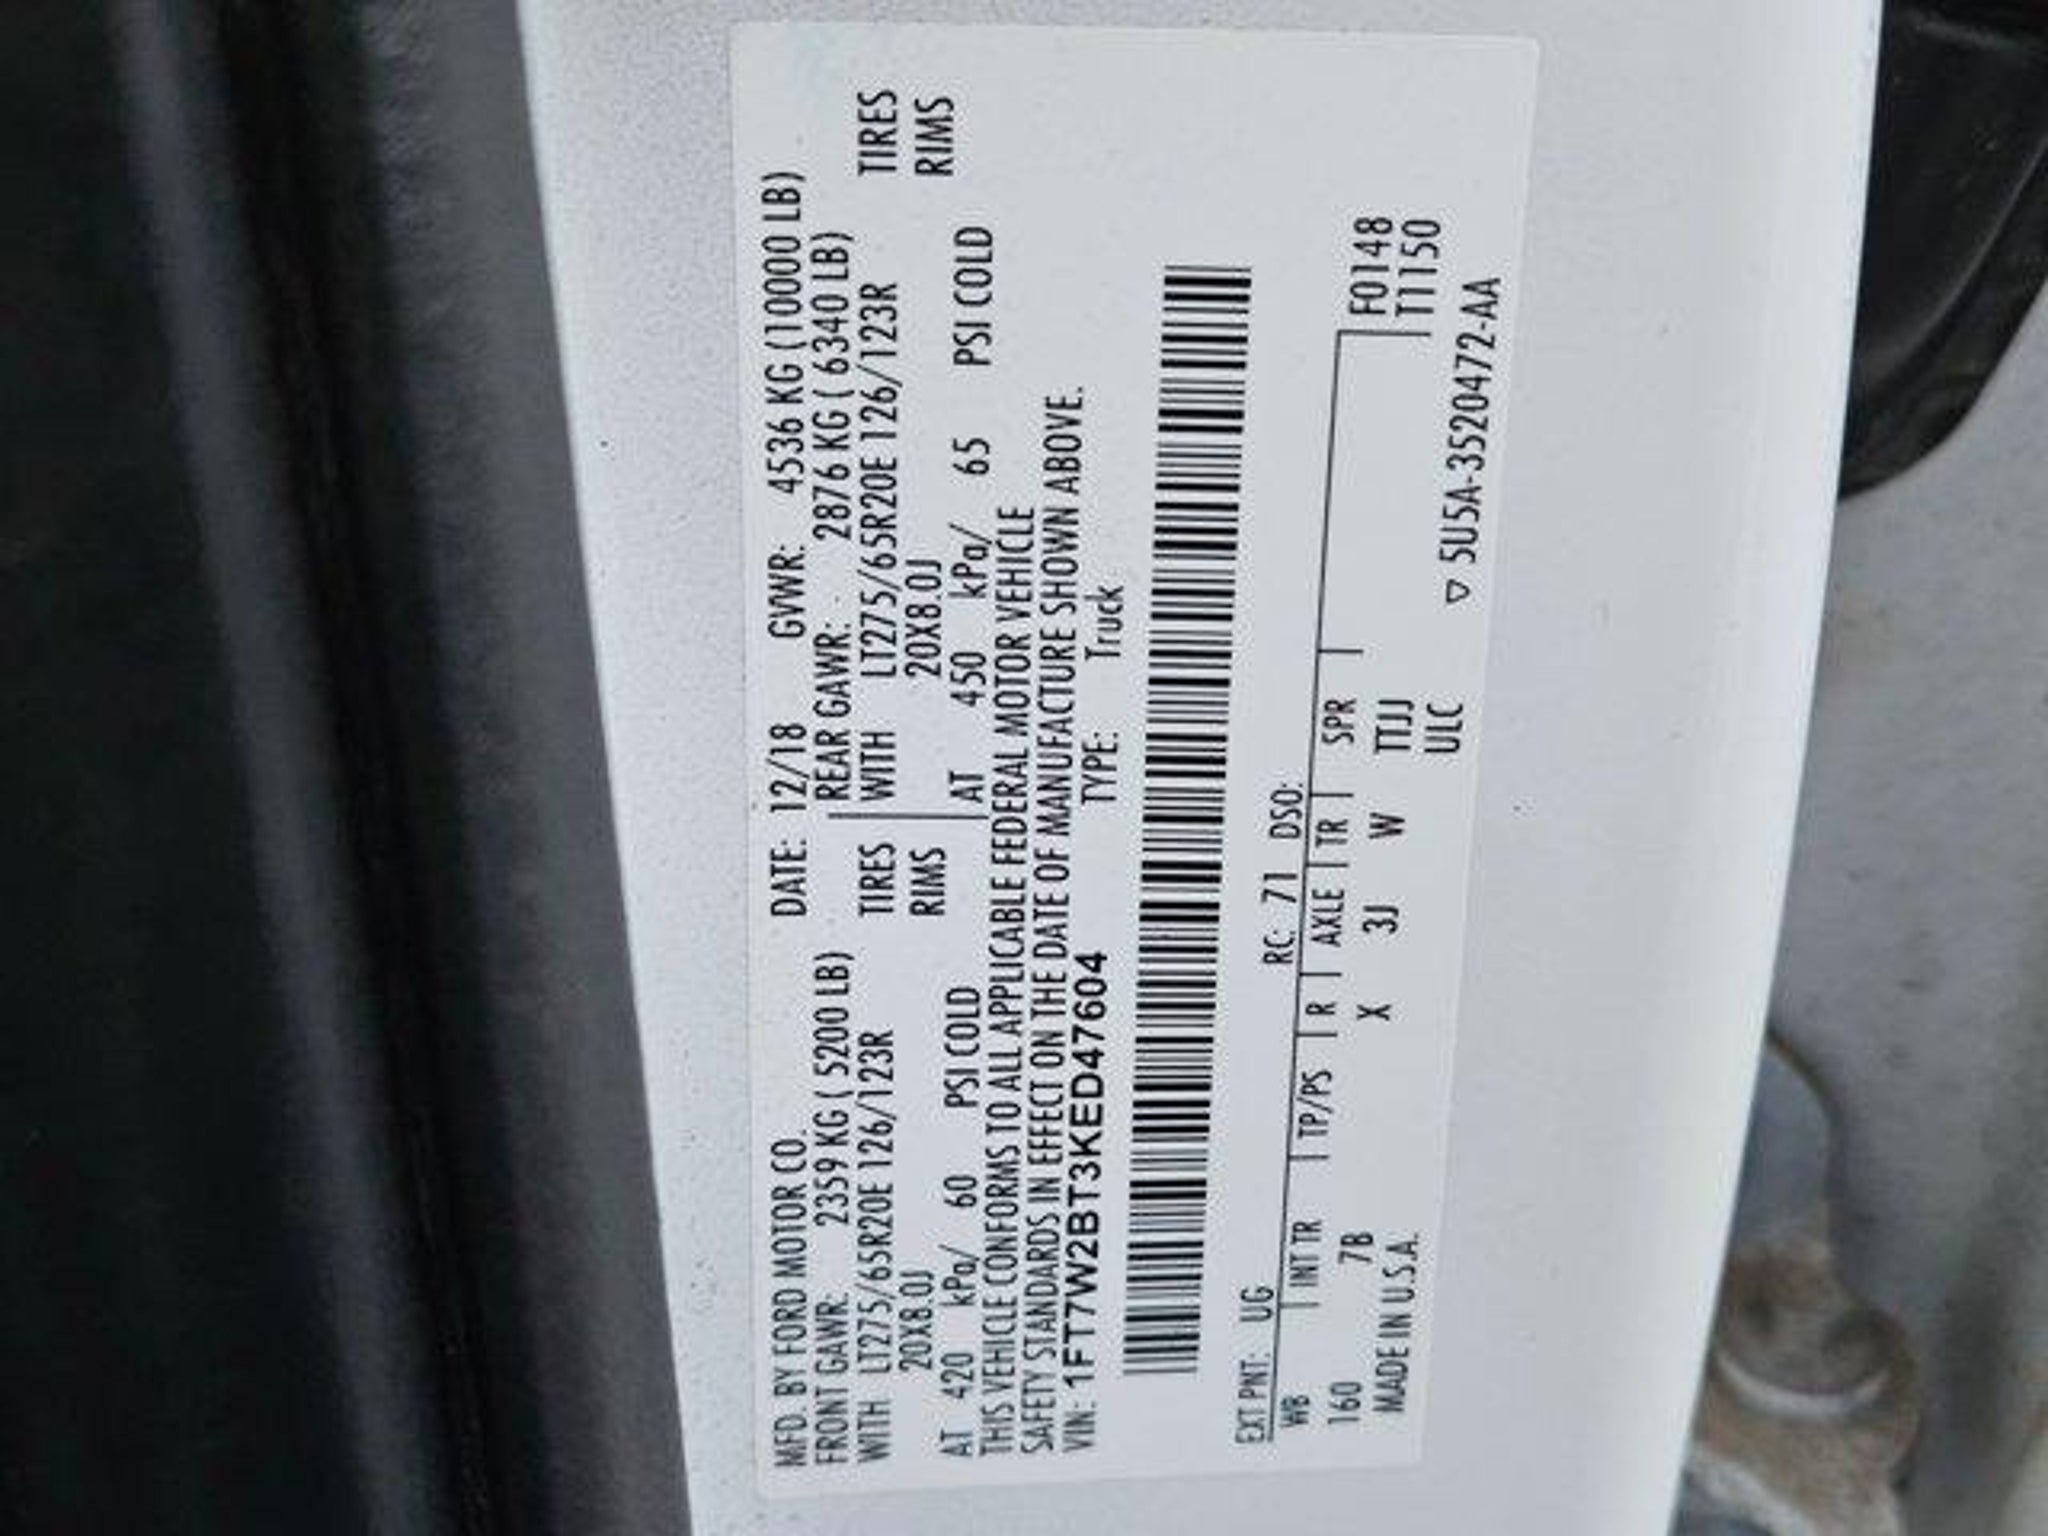 MFD. BY FORD MOTOR CO. DATE: 12/18 GVWR: 4536 KG (10000 LB)
FRONT GAWR: 2359 KG ( 5200 LB) REAR GAWR: 2876 KG ( 6340 LB)
WITH LT275/65R20E 126/123R TIRES WITH LT275/65R20E 126/123R TIRES
20X8.0J RIMS 20X8.0J RIMS
AT 420 kPa/ 60 PSI COLD AT 450 kPa/ 65 PSI COLD
THIS VEHICLE CONFORMS TO ALL APPLICABLE FEDERAL MOTOR VEHICLE
SAFETY STANDARDS IN EFFECT ON THE DATE OF MANUFACTURE SHOWN ABOVE.
VIN: 1FT7W2BT3KED47604 TYPE: Truck
EXT PNT: UG RC: 71 DSO:
WB INT TR TP/PS R AXLE TR SPR F0148
160 7B X 3J W TTJJ T1150
MADE IN U.S.A. ULC
▽ 5U5A-3520472-AA